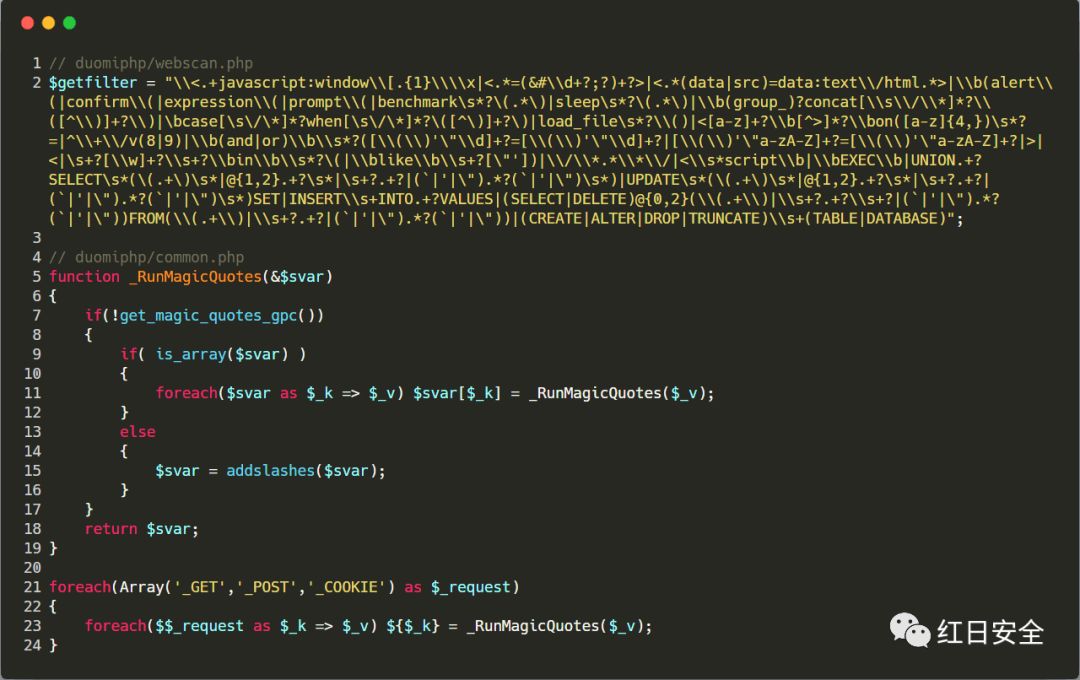 1 // duomiphp/webscan.php
2 $getfilter = "\\<.+javascript:window\\[.{1}\\\\x|<.*=(&#\\d+?;?)+?>|<.*(data|src)=data:text\\/html.*>|\\b(alert\\
(|confirm\\(|expression\\(|prompt\\(|benchmark\s*?\(.*\)|sleep\s*?\(.*\)|\\b(group_)?concat[\\s\\/\\*]*?\\
([^\\)]+?\\)|\bcase[\s\/\*]*?when[\s\/\*]*?\([^\)]+?\)|load_file\s*?\\()|<[a-z]+?\\b[^>]*?\\bon([a-z]{4,})\s*?
=|^\\+\\/v(8|9)|\\b(and|or)\\b\\s*?([\\(\\)'\"\\d]+?=[\\(\\)'\"\\d]+?|[\\(\\)'\"a-zA-Z]+?=[\\(\\)'\"a-zA-Z]+?|>|
<|\s+?[\\w]+?\\s+?\\bin\\b\\s*?\(|\\blike\\b\\s+?[\"'])|\\/\\*.*\\*\\/|<\\s*script\\b|\\bEXEC\\b|UNION.+?
SELECT\s*(\(.+\)\s*|@{1,2}.+?\s*|\s+?.+?|(`|'|\").*?(`|'|\")\s*)|UPDATE\s*(\(.+\)\s*|@{1,2}.+?\s*|\s+?.+?|
(`|'|\").*?(`|'|\")\s*)SET|INSERT\\s+INTO.+?VALUES|(SELECT|DELETE)@{0,2}(\\(.+\\)|\\s+?.+?\\s+?|(`|'|\").*?
(`|'|\"))FROM(\\(.+\\)|\\s+?.+?|(`|'|\").*?(`|'|\"))|(CREATE|ALTER|DROP|TRUNCATE)\\s+(TABLE|DATABASE)";
3
4 // duomiphp/common.php
5 function _RunMagicQuotes(&$svar)
6 {
7 if(!get_magic_quotes_gpc())
8 {
9 if( is_array($svar) )
10 {
11 foreach($svar as $_k => $_v) $svar[$_k] = _RunMagicQuotes($_v);
12 }
13 else
14 {
15 $svar = addslashes($svar);
16 }
17 }
18 return $svar;
19 }
20
21 foreach(Array('_GET','_POST','_COOKIE') as $_request)
22 {
23 foreach($$_request as $_k => $_v) ${$_k} = _RunMagicQuotes($_v);
24 }
红日安全